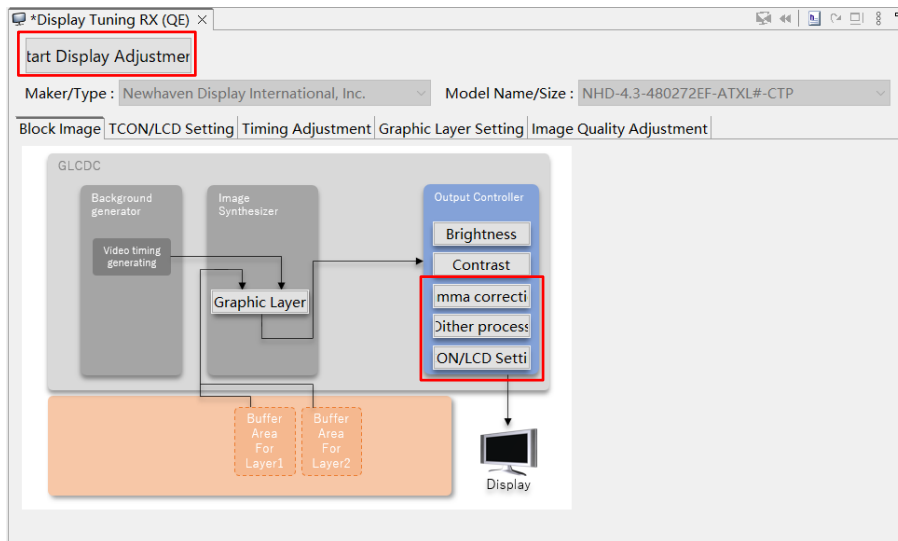 *Display Tuning RX (QE)
tart Display Adjustmer
Maker/Type : Newhaven Display International, Inc. Model Name/Size : NHD-4.3-480272EF-ATXL#-CTP
Block Image TCON/LCD Setting Timing Adjustment Graphic Layer Setting Image Quality Adjustment
GLCDC
Background
generator
Image
Synthesizer
Output Controller
Video timing
generating
Brightness
Contrast
Graphic Layer
mma correcti
Dither process
ON/LCD Setti
Buffer
Area
For
Layer1
Buffer
Area
For
Layer2
Display